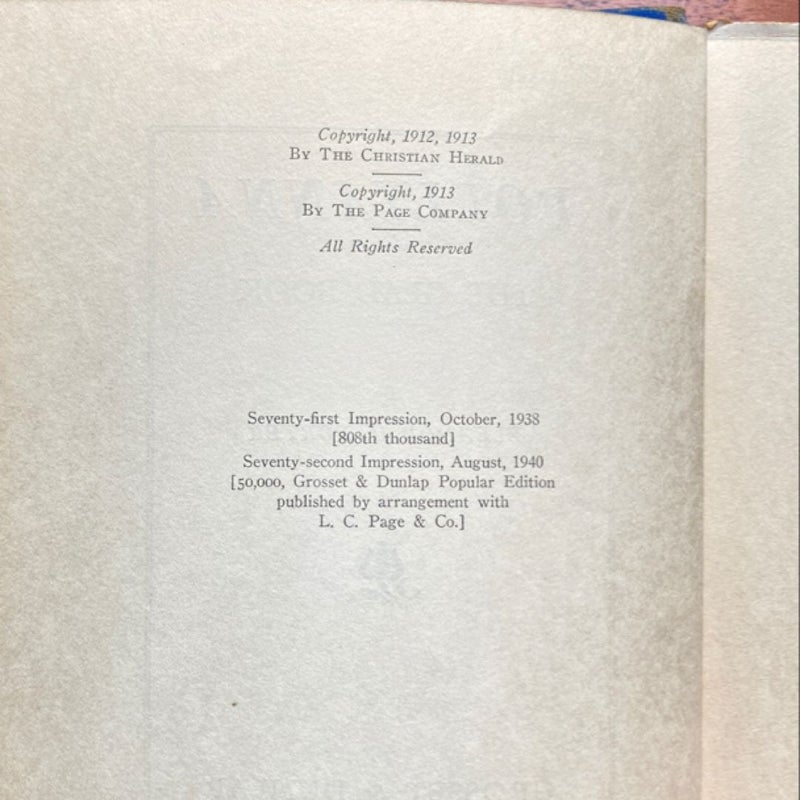 Copyright, 1912, 1913
By The Christian Herald
Copyright, 1913
By The Page Company
All Rights Reserved
Seventy-first Impression, October, 1938
[808th thousand]
Seventy-second Impression, August, 1940
[50,000, Grosset & Dunlap Popular Edition
published by arrangement with
L. C. Page & Co.]